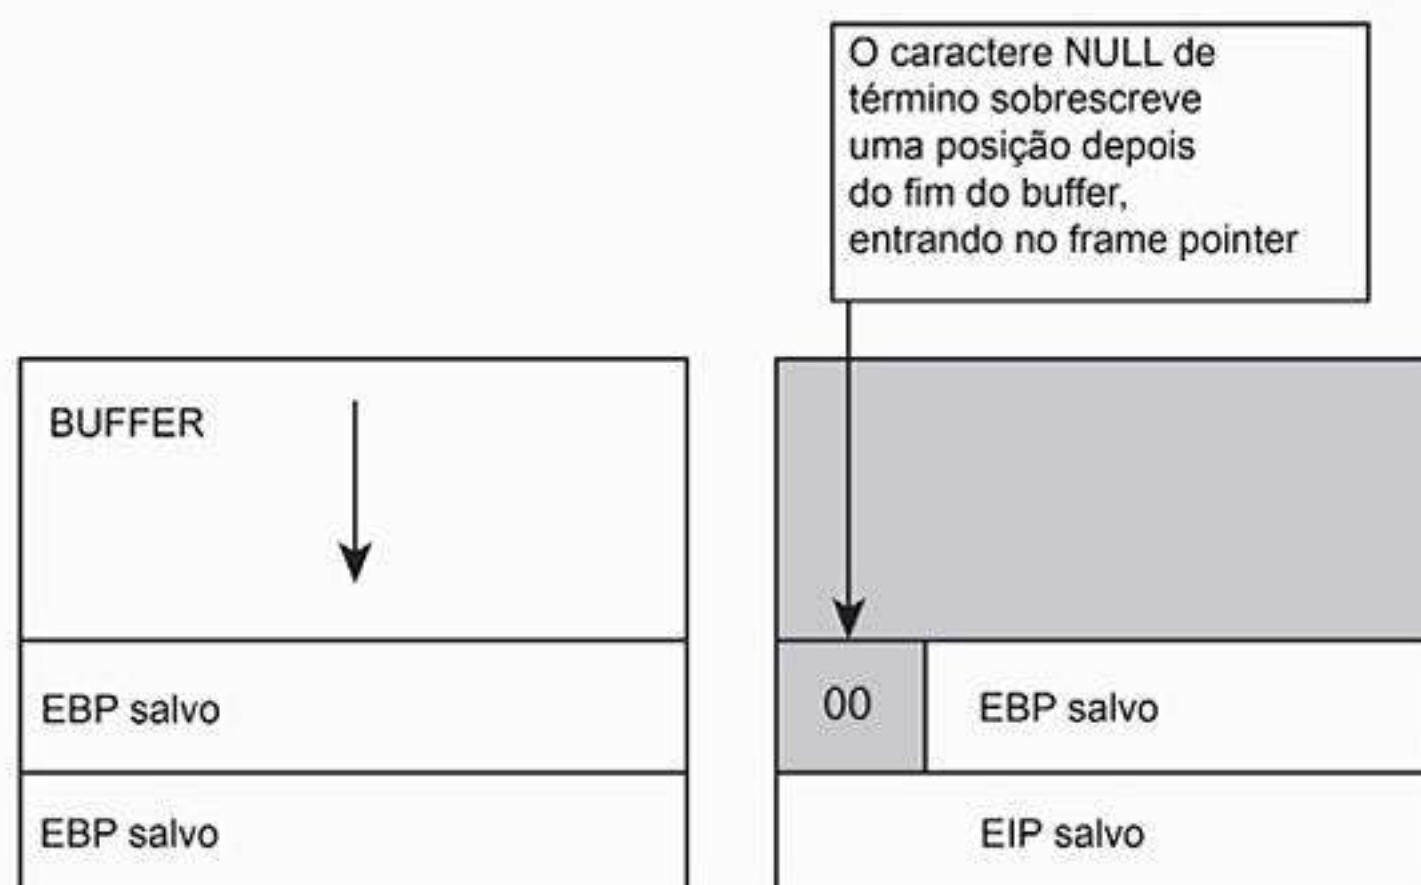 O caractere NULL de
término sobrescreve
uma posição depois
do fim do buffer,
entrando no frame pointer
BUFFER
EBP salvo
EBP salvo
00
EBP salvo
EIP salvo